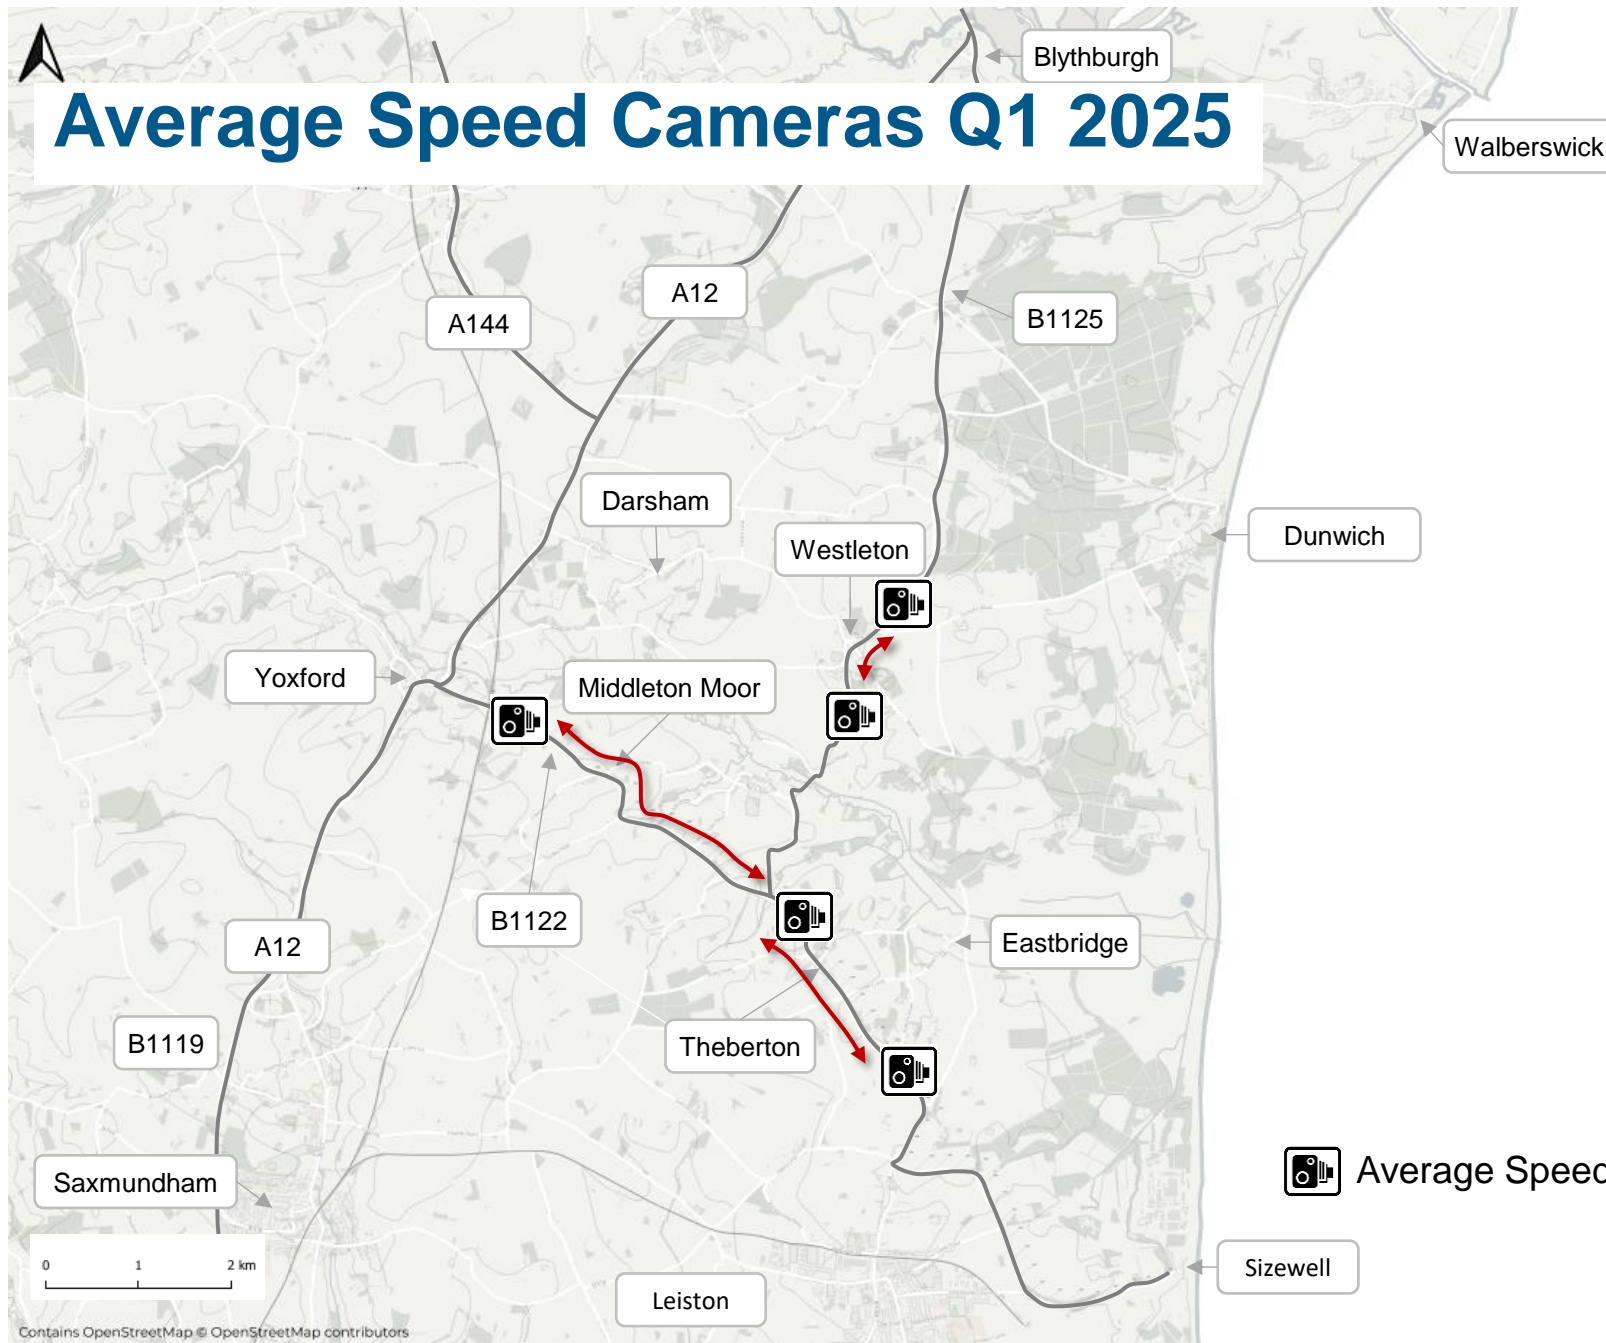 Blythburgh
Average Speed Cameras Q1 2025
Walberswick
A12
A144
B1125
Darsham
Westleton
Dunwich
Yoxford
Middleton Moor
B1122
A12
Eastbridge
B1119
Theberton
Average Speed
Saxmundham
0 1 2 km
Sizewell
Leiston
Contains OpenStreetMap © OpenStreetMap contributors